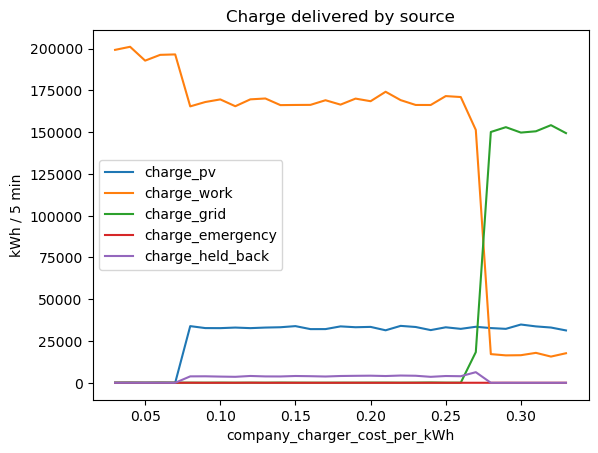 Charge delivered by source
kWh / 5 min
200000
175000
150000
125000
100000
75000
50000
25000
0
charge_pv
charge_work
charge_grid
charge_emergency
charge_held_back
0.05 0.10 0.15 0.20 0.25 0.30
company_charger_cost_per_kWh